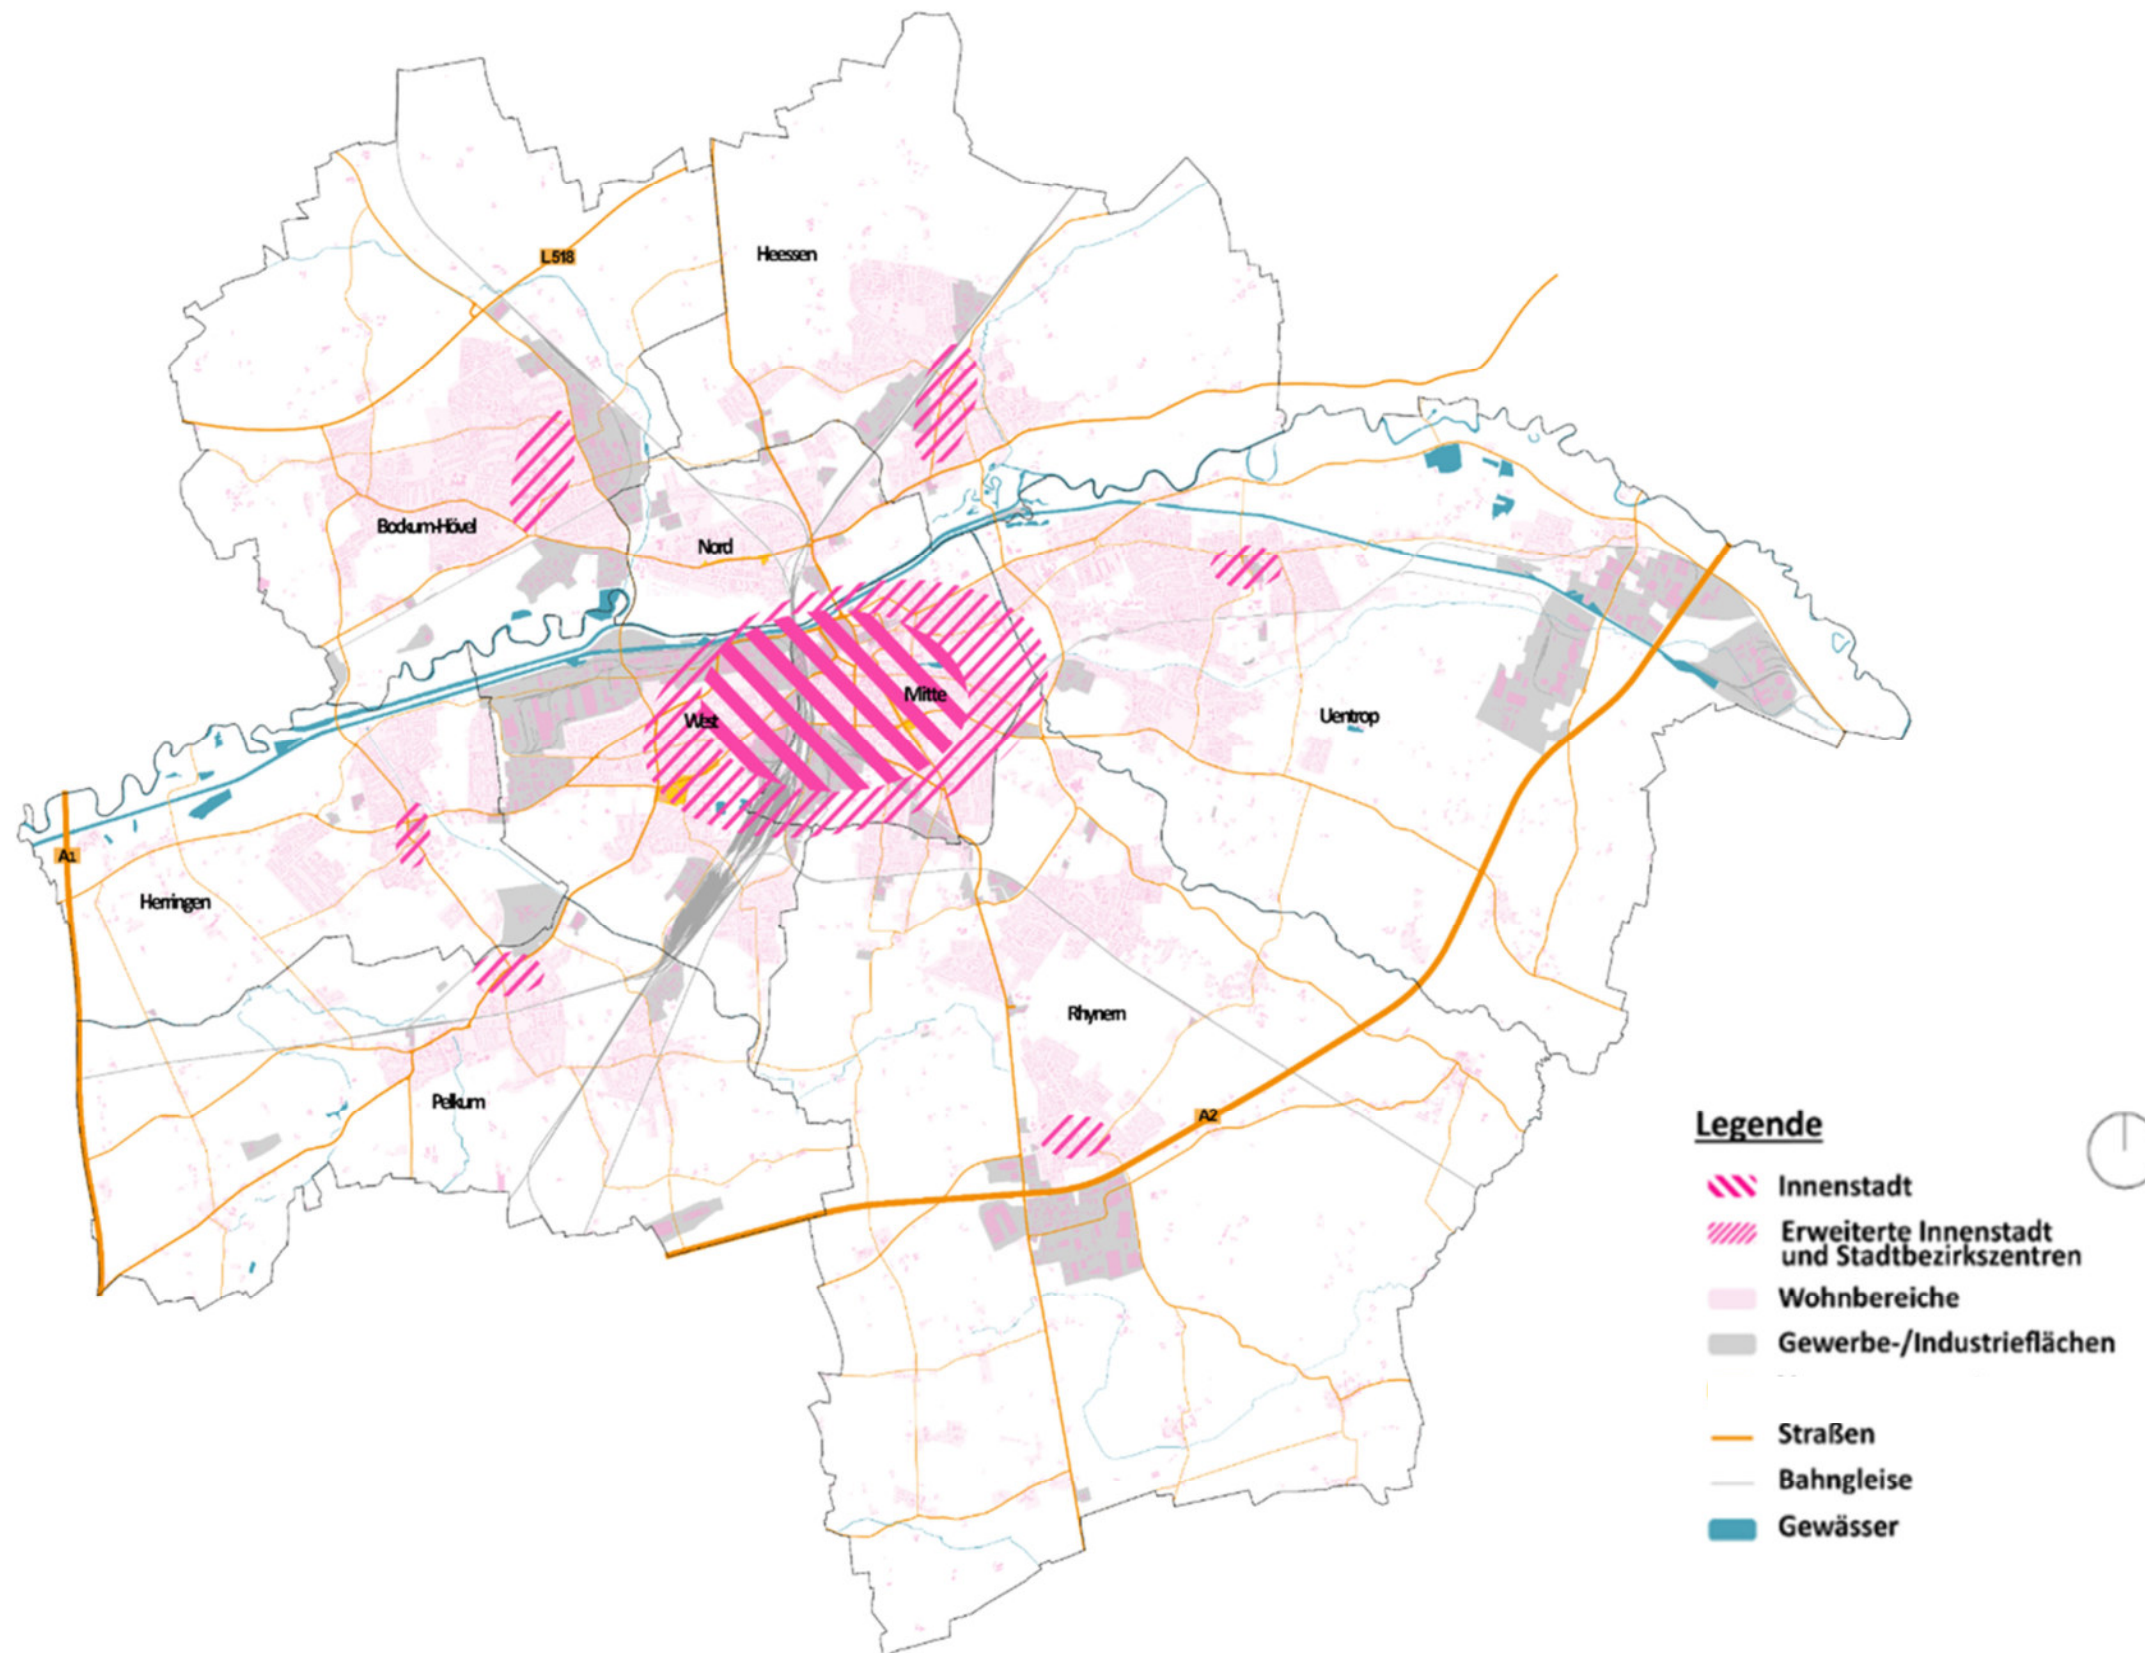 Heessen
L518
Bockum-Hövel
Nord
Mitte
West
Uentrop
A1
Herringen
Rhynern
Pelkum
A2
Legende
Innenstadt
Erweiterte Innenstadt
und Stadtbezirkszentren
Wohnbereiche
Gewerbe-/Industrieflächen
Straßen
Bahngleise
Gewässer